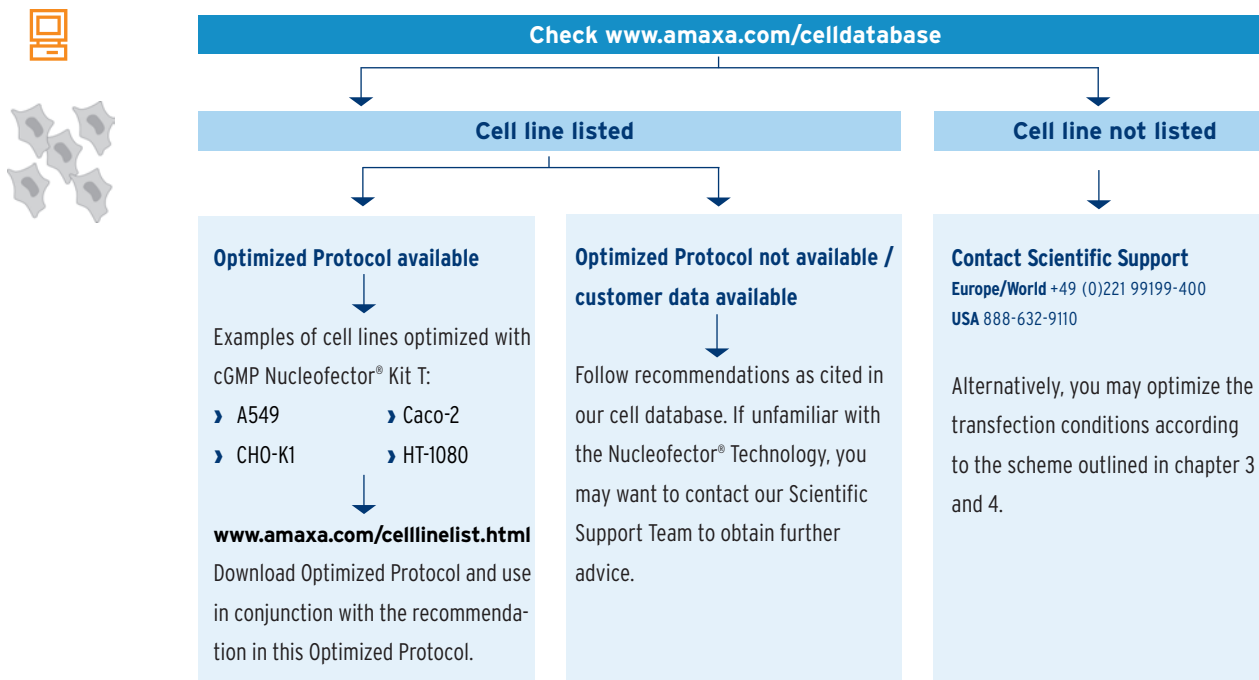 Check www.amaxa.com/celldatabase
Cell line listed
Cell line not listed
Optimized Protocol available
Examples of cell lines optimized with
cGMP Nucleofector® Kit T:
› A549
› Caco-2
› CHO-K1
› HT-1080
www.amaxa.com/celllinelist.html
Download Optimized Protocol and use
in conjunction with the recommenda-
tion in this Optimized Protocol.
Optimized Protocol not available /
customer data available
Follow recommendations as cited in
our cell database. If unfamiliar with
the Nucleofector® Technology, you
may want to contact our Scientific
Support Team to obtain further
advice.
Contact Scientific Support
Europe/World +49 (0)221 99199-400
USA 888-632-9110
Alternatively, you may optimize the
transfection conditions according
to the scheme outlined in chapter 3
and 4.